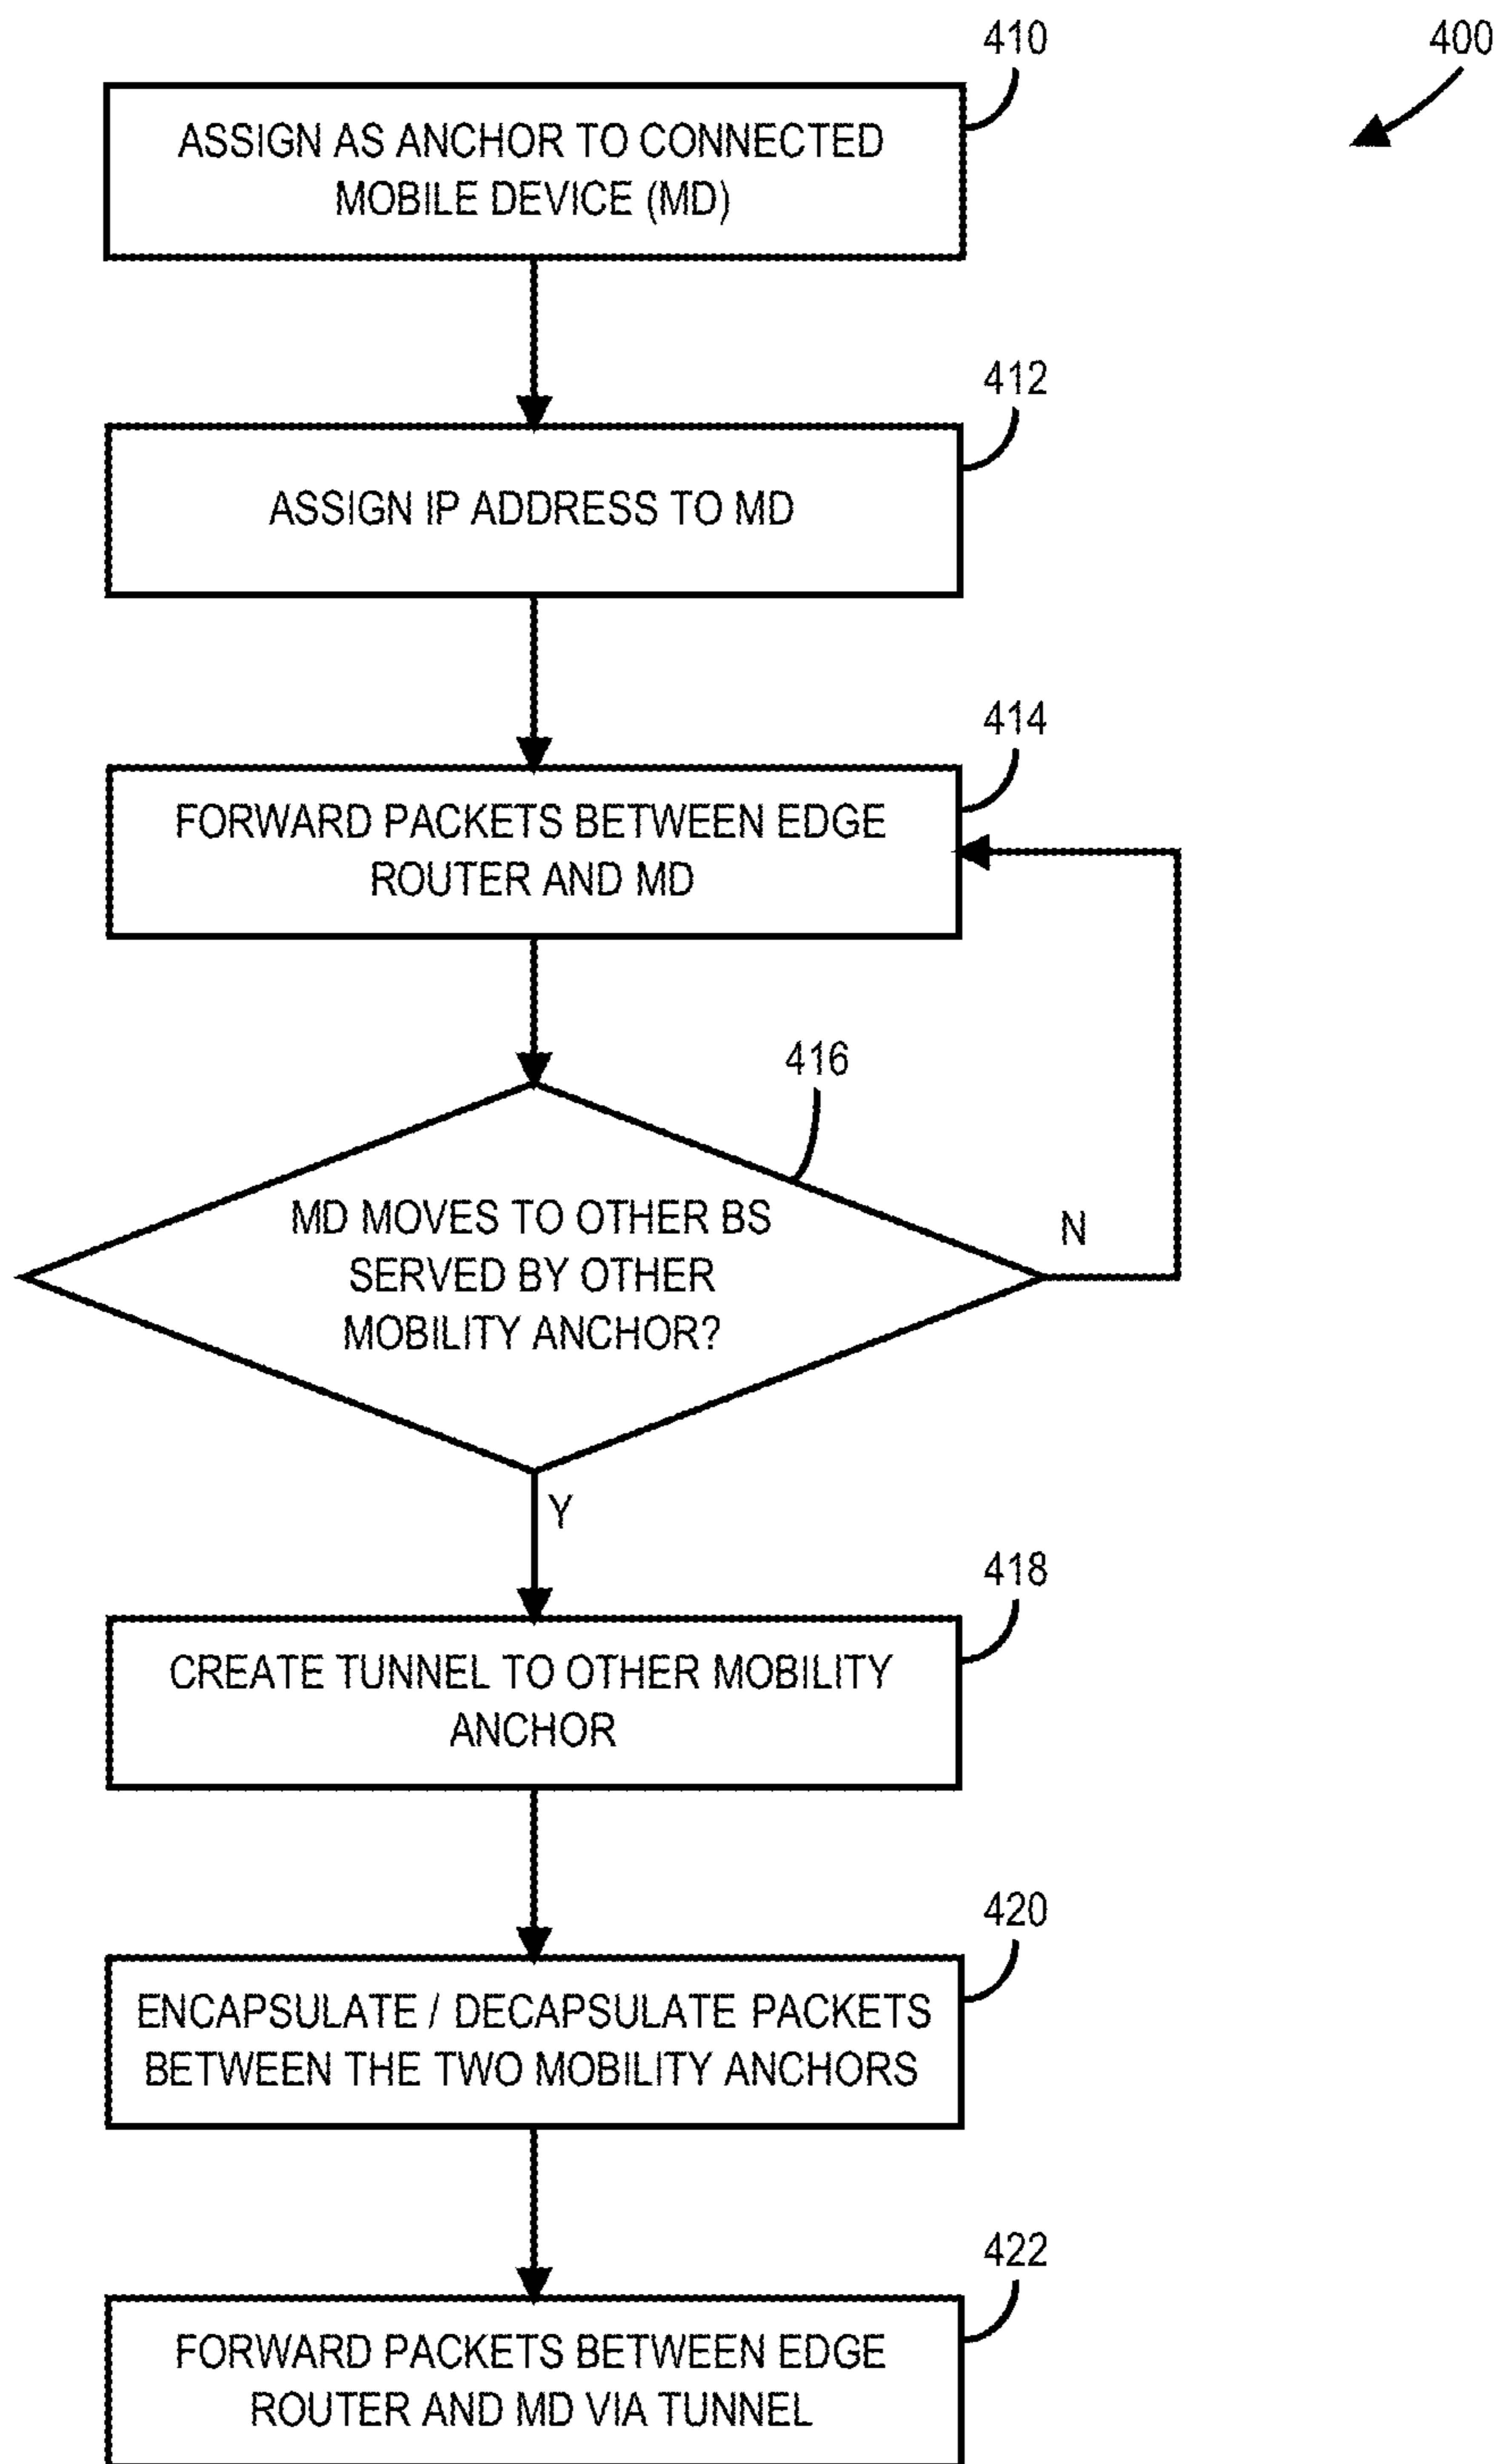 410
400
ASSIGN AS ANCHOR TO CONNECTED
MOBILE DEVICE (MD)
412
ASSIGN IP ADDRESS TO MD
414
FORWARD PACKETS BETWEEN EDGE
ROUTER AND MD
416
MD MOVES TO OTHER BS
SERVED BY OTHER
MOBILITY ANCHOR?
N
Y
418
CREATE TUNNEL TO OTHER MOBILITY
ANCHOR
420
ENCAPSULATE / DECAPSULATE PACKETS
BETWEEN THE TWO MOBILITY ANCHORS
422
FORWARD PACKETS BETWEEN EDGE
ROUTER AND MD VIA TUNNEL